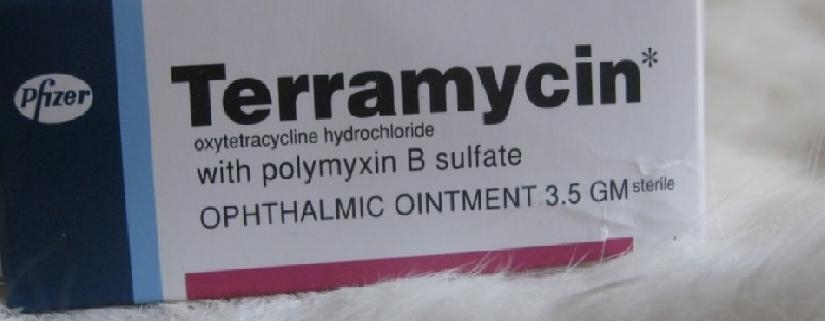 Pfizer
Terramycin*
oxytetracycline hydrochloride
with polymyxin B sulfate
OPHTHALMIC OINTMENT 3.5 GM sterile